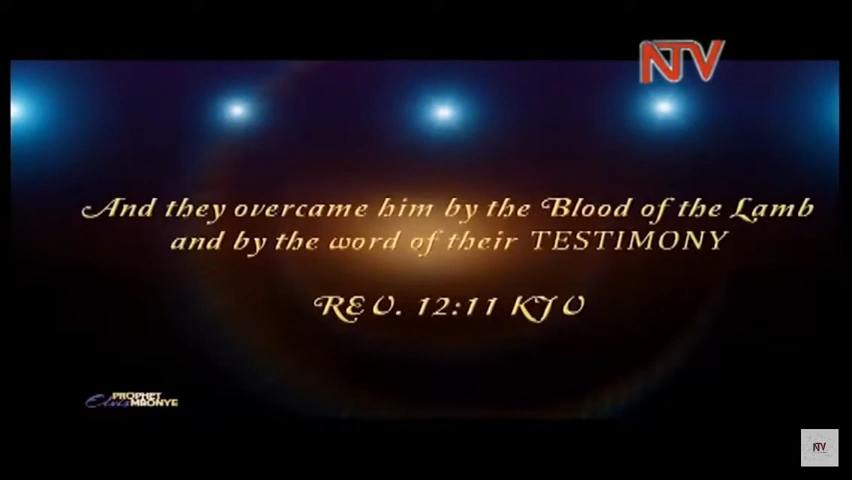 NTV
And they overcame him by the Blood of the Lamb
and by the word of their TESTIMONY
REV. 12:11 KJV
PROPHET
Elvis MBONYE
NTV